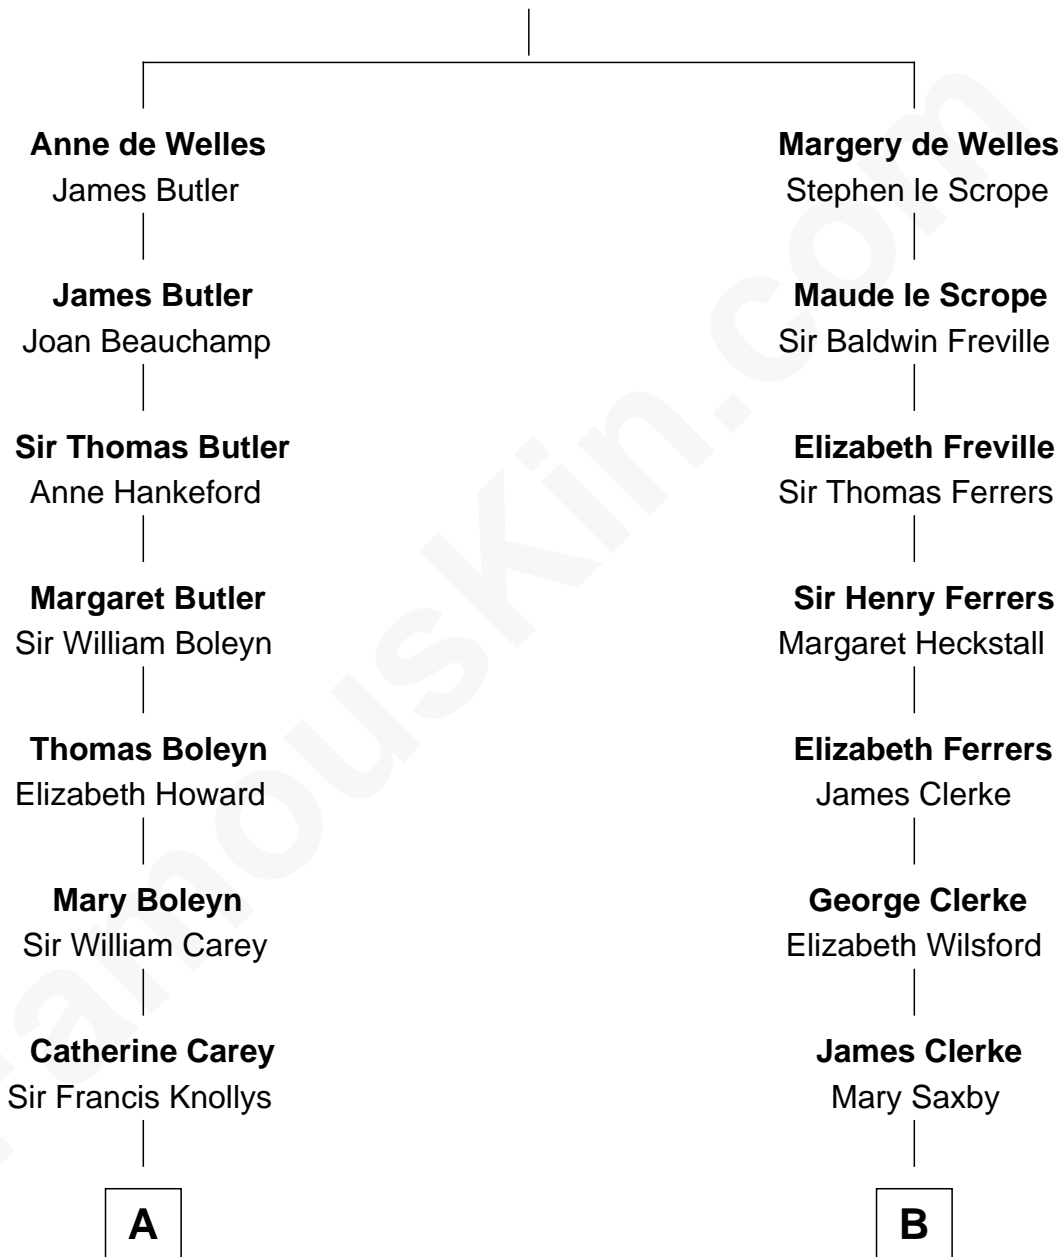 Anne de Welles
James Butler
James Butler
Joan Beauchamp
Sir Thomas Butler
Anne Hankeford
Margaret Butler
Sir William Boleyn
Thomas Boleyn
Elizabeth Howard
Mary Boleyn
Sir William Carey
Catherine Carey
Sir Francis Knollys
A
Margery de Welles
Stephen le Scrope
Maude le Scrope
Sir Baldwin Freville
Elizabeth Freville
Sir Thomas Ferrers
Sir Henry Ferrers
Margaret Heckstall
Elizabeth Ferrers
James Clerke
George Clerke
Elizabeth Wilsford
James Clerke
Mary Saxby
B
FamousKin.com